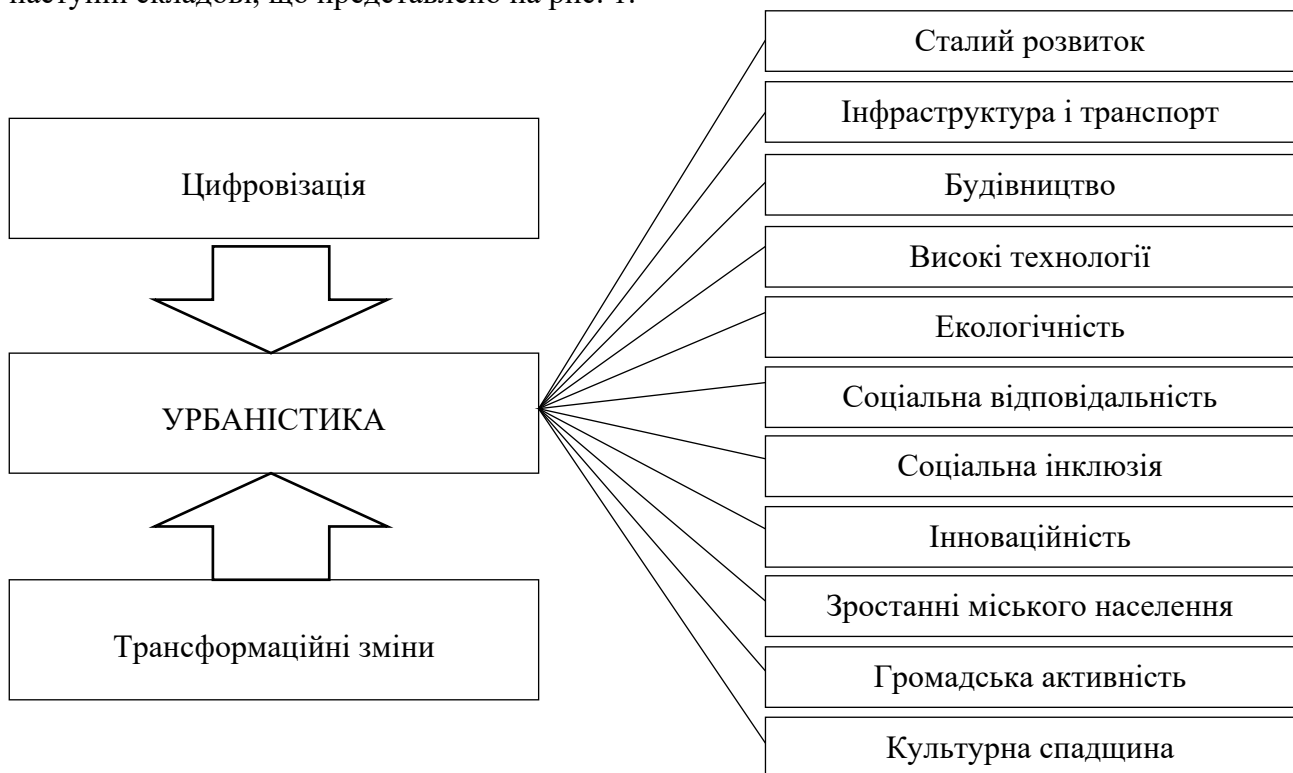 наступні складові, що представлено на рис. 1.
Цифровізація
УРБАНІСТИКА
Трансформаційні зміни
Сталий розвиток
Інфраструктура і транспорт
Будівництво
Високі технології
Екологічність
Соціальна відповідальність
Соціальна інклюзія
Інноваційність
Зростанні міського населення
Громадська активність
Культурна спадщина